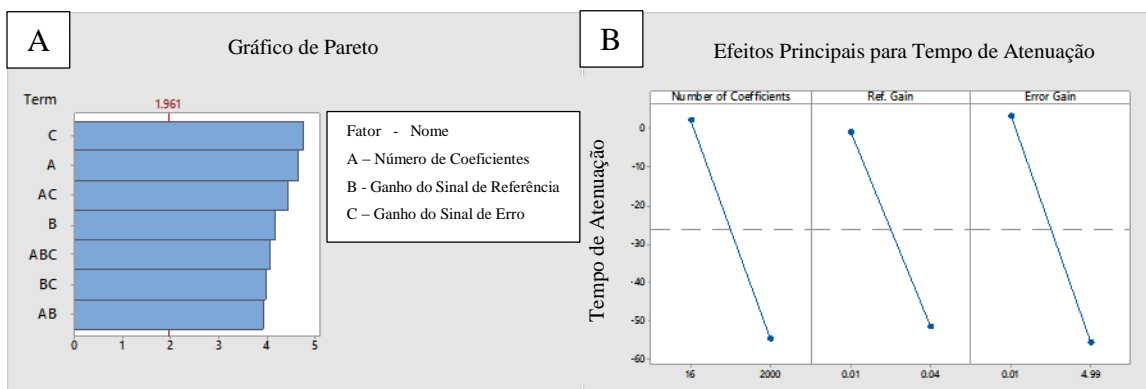 A
Gráfico de Pareto
Term
1.961
C
A
AC
B
ABC
BC
AB
0 1 2 3 4 5
Fator - Nome
A – Número de Coeficientes
B - Ganho do Sinal de Referência
C – Ganho do Sinal de Erro
B
Efeitos Principais para Tempo de Atenuação
Number of Coefficients Ref. Gain Error Gain
Tempo de Atenuação
0
-10
-20
-30
-40
-50
-60
16 2000 0.01 0.04 0.01 4.99